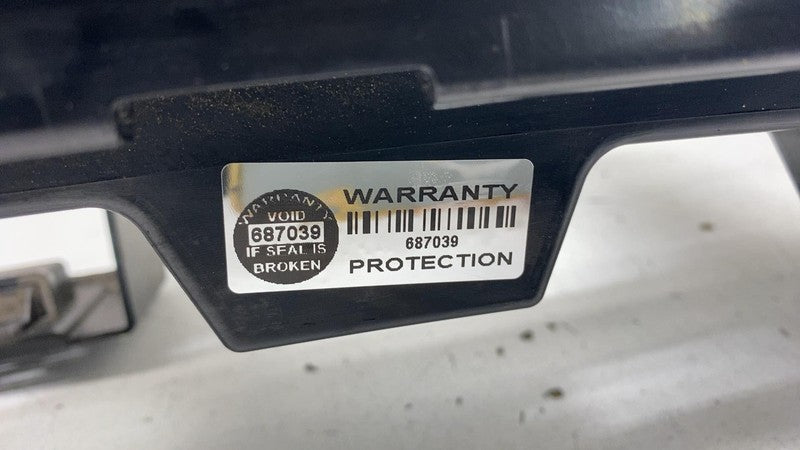 WARRANTY
VOID
687039
IF SEAL IS
BROKEN
WARRANTY
687039
PROTECTION